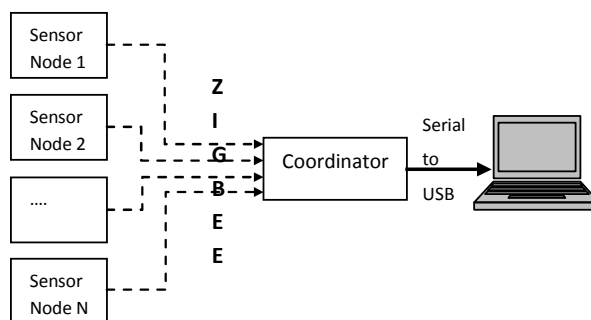 Sensor
Node 1
Sensor
Node 2
....
Sensor
Node N
Z
I
G
B
E
E
Coordinator
Serial
to
USB